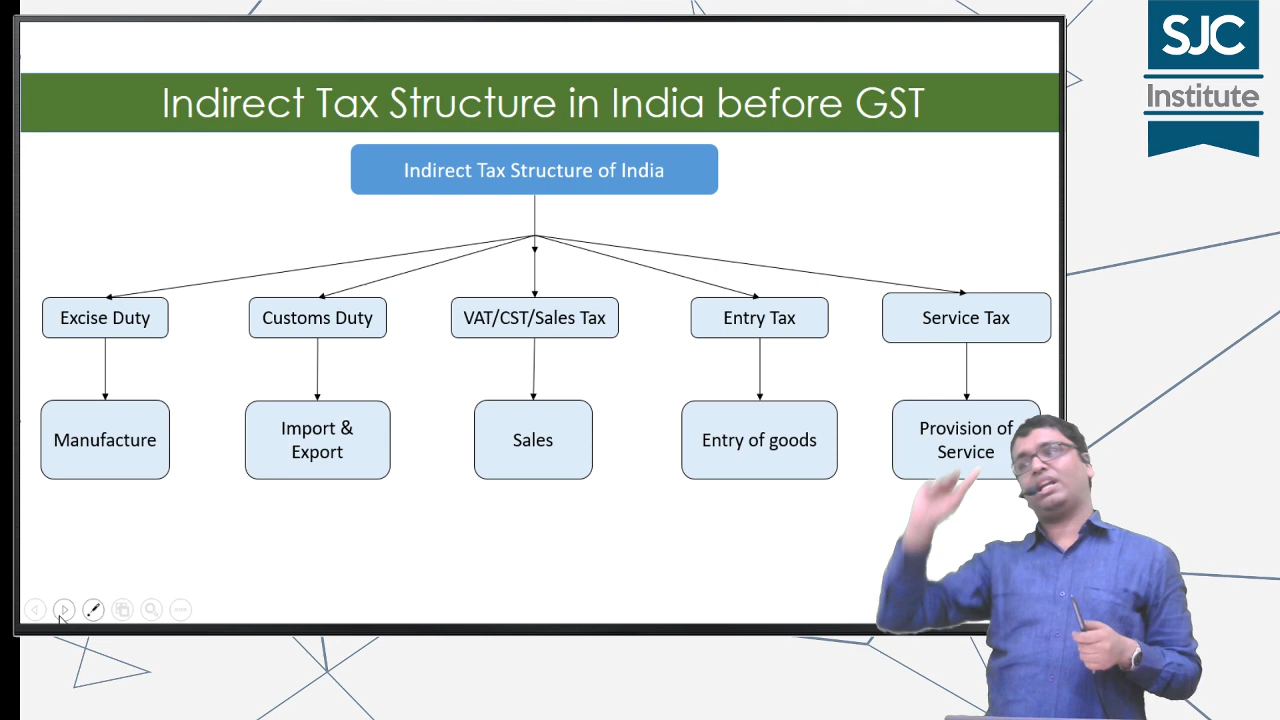 SJC
Institute
Indirect Tax Structure in India before GST
Indirect Tax Structure of India
Excise Duty
Customs Duty
VAT/CST/Sales Tax
Entry Tax
Service Tax
Manufacture
Import &
Export
Sales
Entry of goods
Provision of
Service